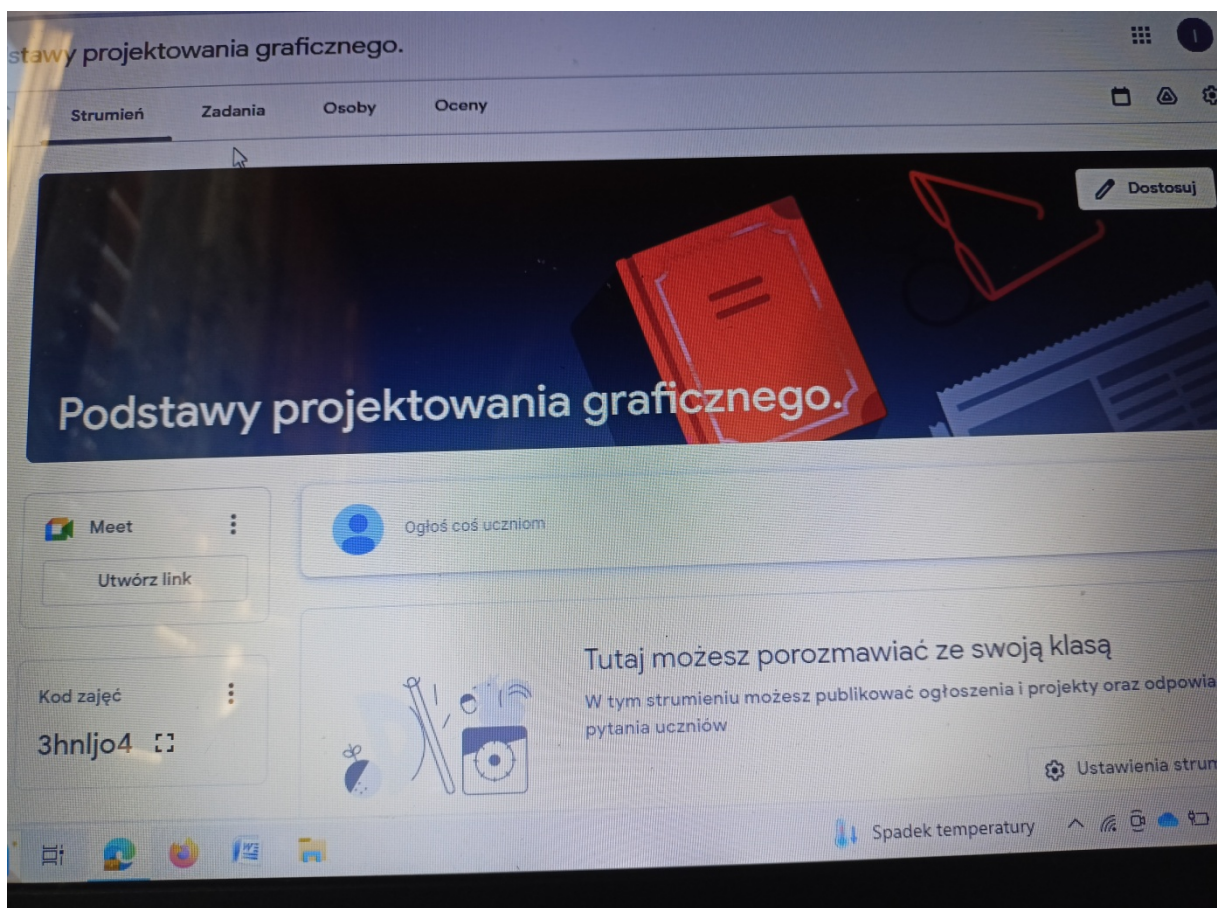 stawy projektowania graficznego.
I
Strumień
Zadania
Osoby
Oceny
Dostosuj
Podstawy projektowania graficznego.
Meet
Utwórz link
Ogłoś coś uczniom
Kod zajęć
3hnljo4
Tutaj możesz porozmawiać ze swoją klasą
W tym strumieniu możesz publikować ogłoszenia i projekty oraz odpowia
pytania uczniów
Ustawienia strum
Spadek temperatury